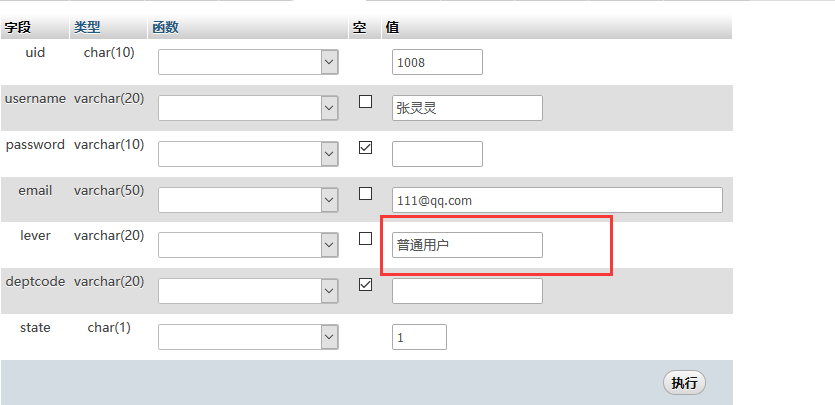 字段 类型 函数 空 值
uid char(10) 1008
username varchar(20) 张灵灵
password varchar(10)
email varchar(50) 111@qq.com
lever varchar(20) 普通用户
deptcode varchar(20)
state char(1) 1
执行